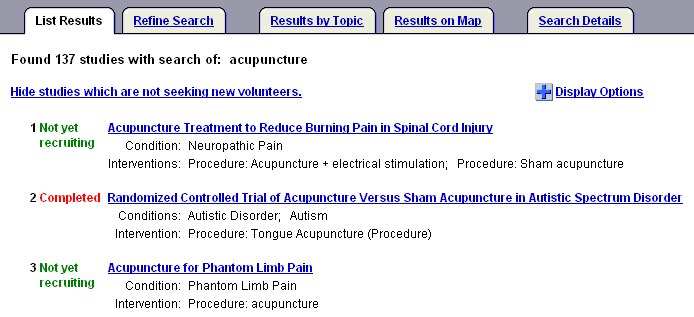 List Results Refine Search Results by Topic Results on Map Search Details
Found 137 studies with search of: acupuncture
Hide studies which are not seeking new volunteers. Display Options
1 Not yet recruiting Acupuncture Treatment to Reduce Burning Pain in Spinal Cord Injury
Condition: Neuropathic Pain
Interventions: Procedure: Acupuncture + electrical stimulation; Procedure: Sham acupuncture
2 Completed Randomized Controlled Trial of Acupuncture Versus Sham Acupuncture in Autistic Spectrum Disorder
Conditions: Autistic Disorder; Autism
Intervention: Procedure: Tongue Acupuncture (Procedure)
3 Not yet recruiting Acupuncture for Phantom Limb Pain
Condition: Phantom Limb Pain
Intervention: Procedure: acupuncture